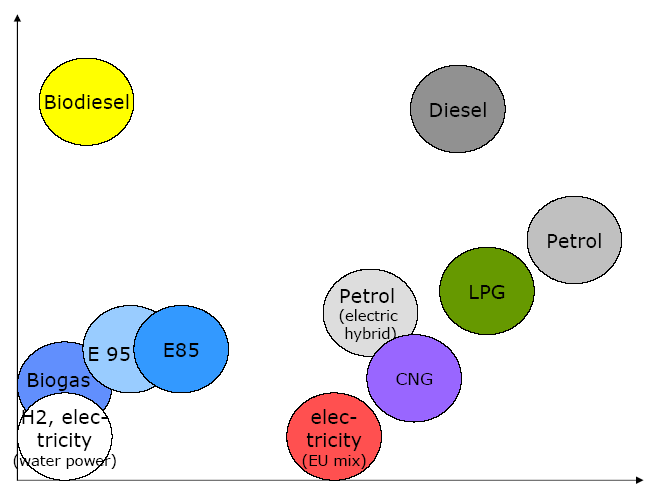 Biodiesel
Diesel
Petrol
LPG
Petrol
(electric
hybrid)
E 95
E85
CNG
Biogas
H2, elec-
tricity
(water power)
elec-
tricity
(EU mix)